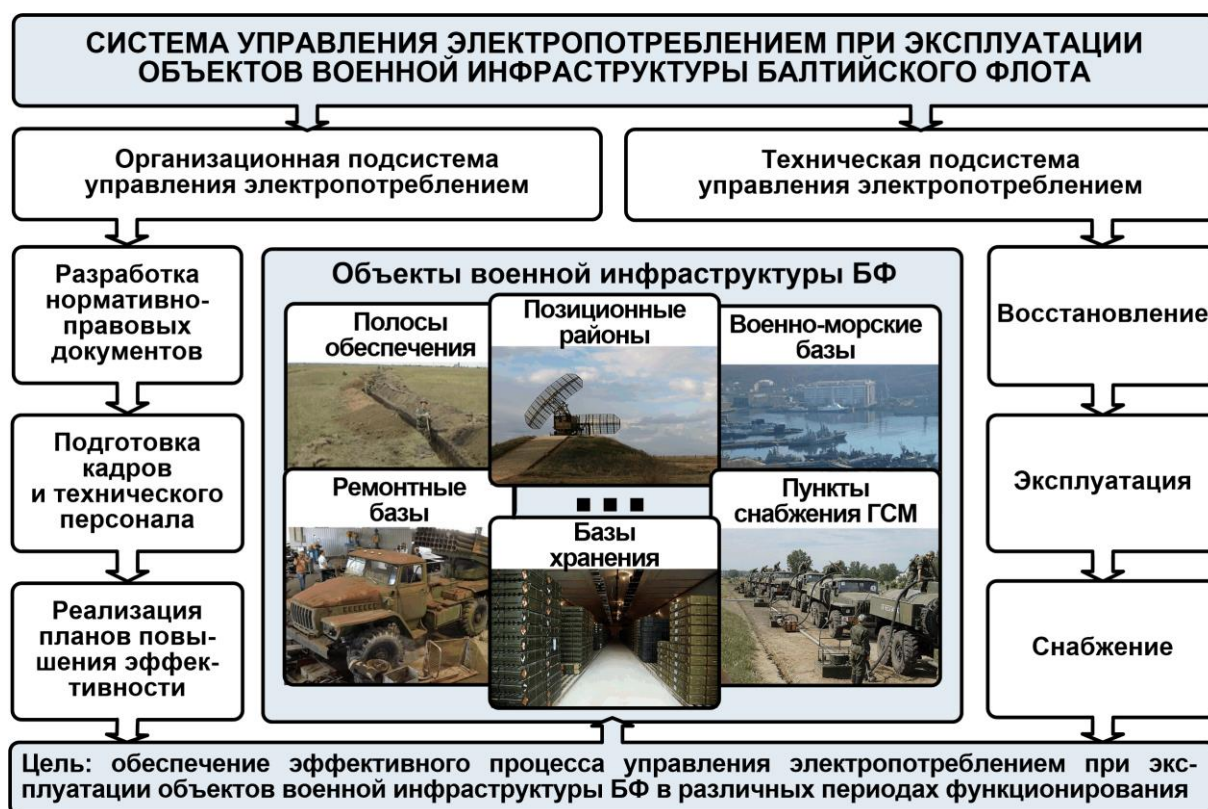 СИСТЕМА УПРАВЛЕНИЯ ЭЛЕКТРОПОТРЕБЛЕНИЕМ ПРИ ЭКСПЛУАТАЦИИ
ОБЪЕКТОВ ВОЕННОЙ ИНФРАСТРУКТУРЫ БАЛТИЙСКОГО ФЛОТА
Организационная подсистема
управления электропотреблением
Техническая подсистема
управления электропотреблением
Разработка
нормативно-
правовых
документов
Подготовка
кадров
и технического
персонала
Реализация
планов повы-
шения эффек-
тивности
Объекты военной инфраструктуры БФ
Полосы
обеспечения
Позиционные
районы
Военно-морские
базы
Ремонтные
базы
Базы
хранения
Пункты
снабжения ГСМ
Восстановление
Эксплуатация
Снабжение
Цель: обеспечение эффективного процесса управления электропотреблением при экс-
плуатации объектов военной инфраструктуры БФ в различных периодах функционирования